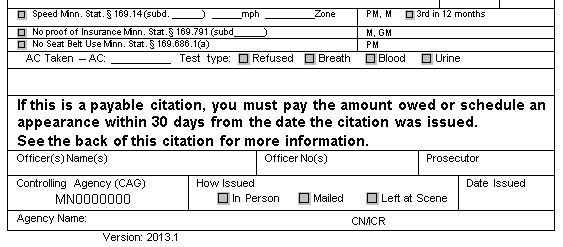 Speed Minn. Stat. § 169.14 (subd. ______) ______mph ______Zone PM, M 3rd in 12 months
No proof of Insurance Minn. Stat. § 169.791 (subd______) M, GM
No Seat Belt Use Minn. Stat. § 169.686.1(a) PM
AC Taken – AC: __________ Test type: Refused Breath Blood Urine
If this is a payable citation, you must pay the amount owed or schedule an
appearance within 30 days from the date the citation was issued.
See the back of this citation for more information.
Officer(s) Name(s) Officer No(s) Prosecutor
Controlling Agency (CAG) How Issued Date Issued
MN0000000 In Person Mailed Left at Scene
Agency Name: CN/ICR
Version: 2013.1